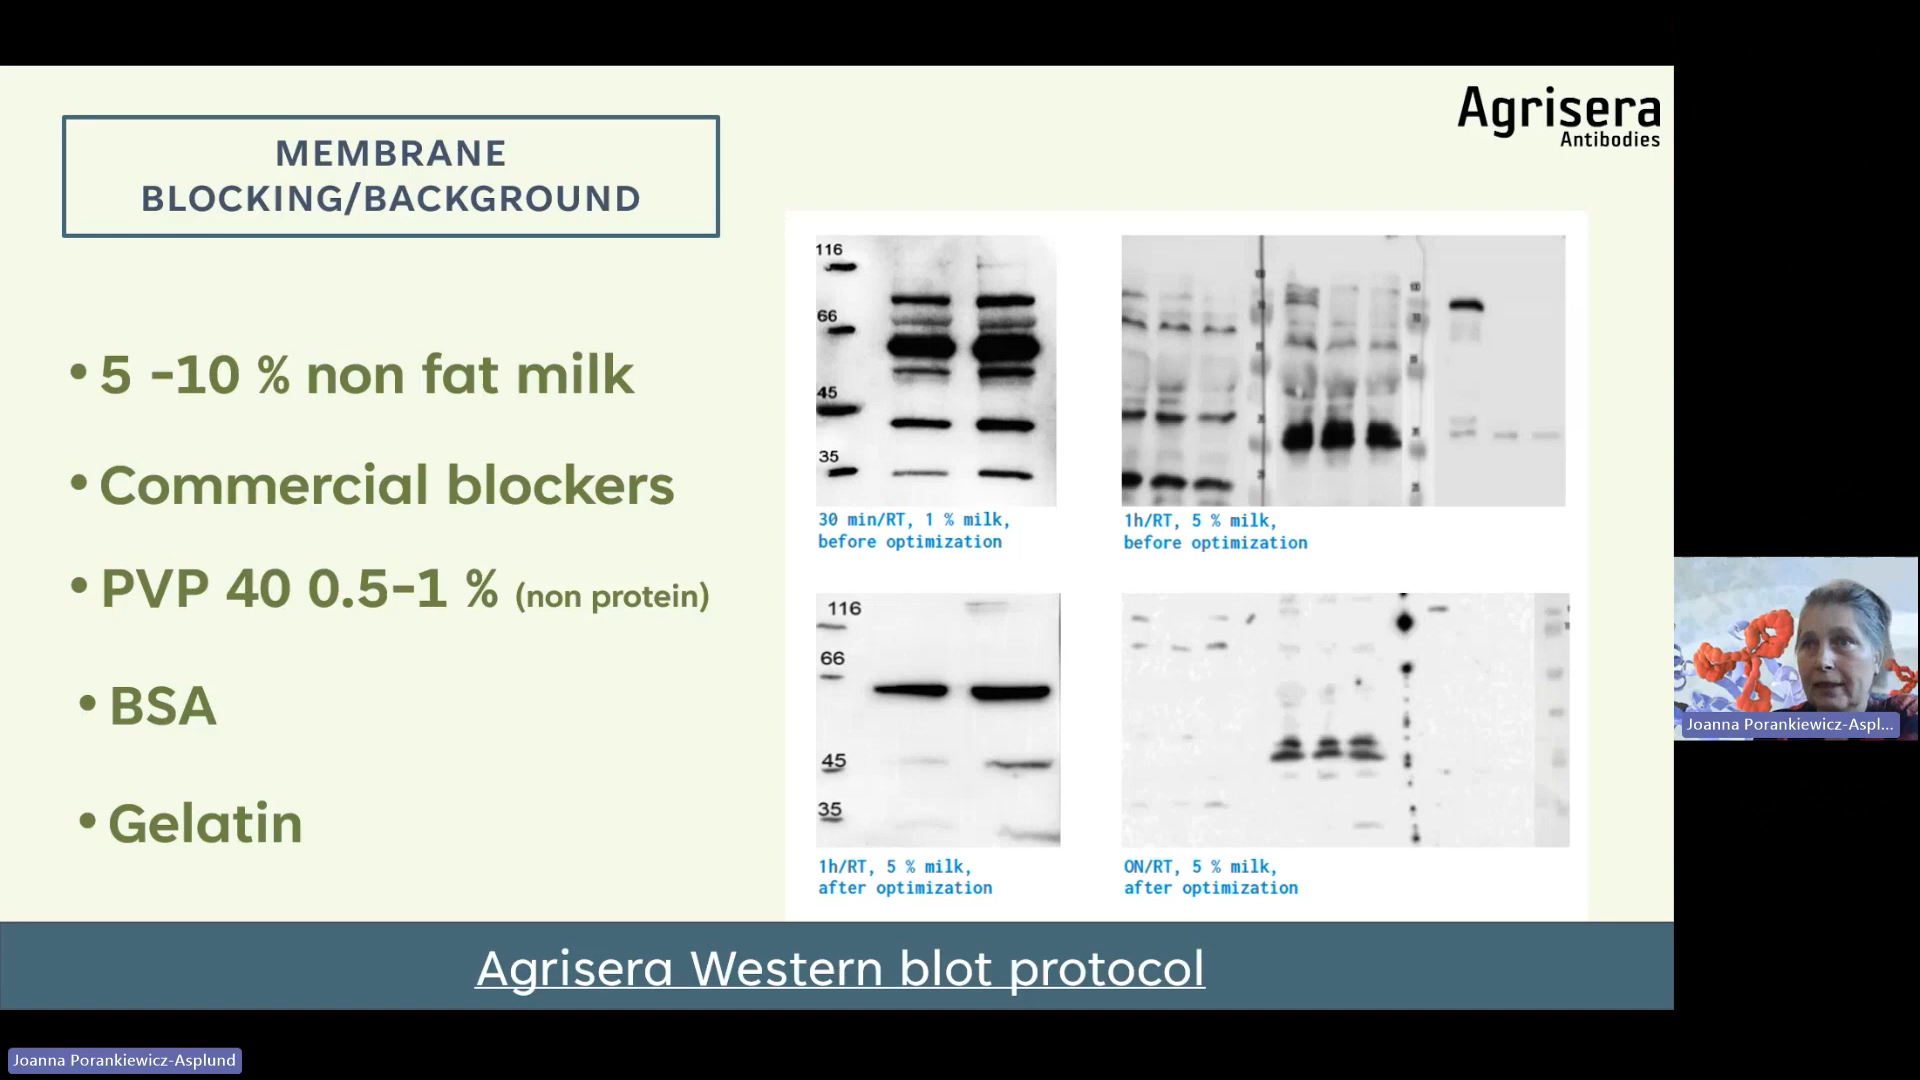 Agrisera
Antibodies
MEMBRANE
BLOCKING/BACKGROUND
• 5 -10 % non fat milk
• Commercial blockers
• PVP 40 0.5-1 % (non protein)
• BSA
• Gelatin
116
66
45
35
30 min/RT, 1 % milk,
before optimization
1h/RT, 5 % milk,
before optimization
116
66
45
35
1h/RT, 5 % milk,
after optimization
ON/RT, 5 % milk,
after optimization
Agrisera Western blot protocol
Joanna Porankiewicz-Aspl...
Joanna Porankiewicz-Asplund